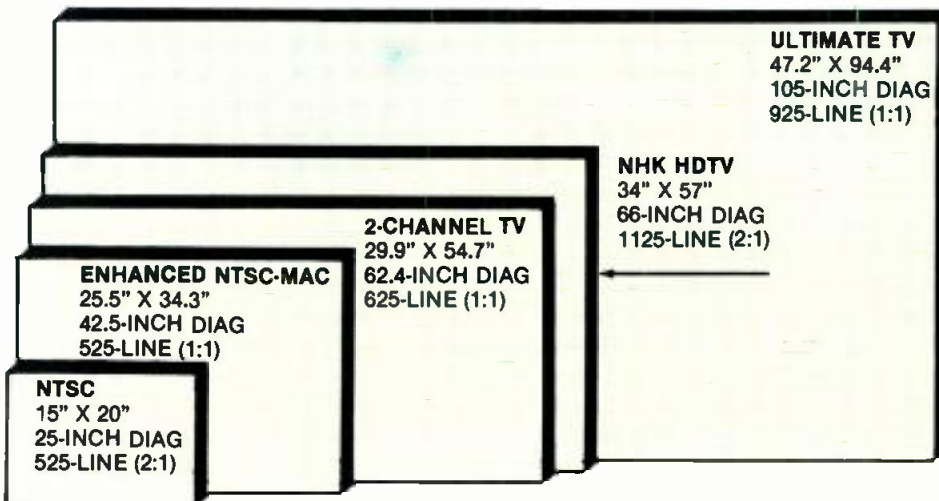 ULTIMATE TV
47.2" X 94.4"
105-INCH DIAG
925-LINE (1:1)
NHK HDTV
34" X 57"
66-INCH DIAG
1125-LINE (2:1)
2-CHANNEL TV
29.9" X 54.7"
62.4-INCH DIAG
625-LINE (1:1)
ENHANCED NTSC-MAC
25.5" X 34.3"
42.5-INCH DIAG
525-LINE (1:1)
NTSC
15" X 20"
25-INCH DIAG
525-LINE (2:1)